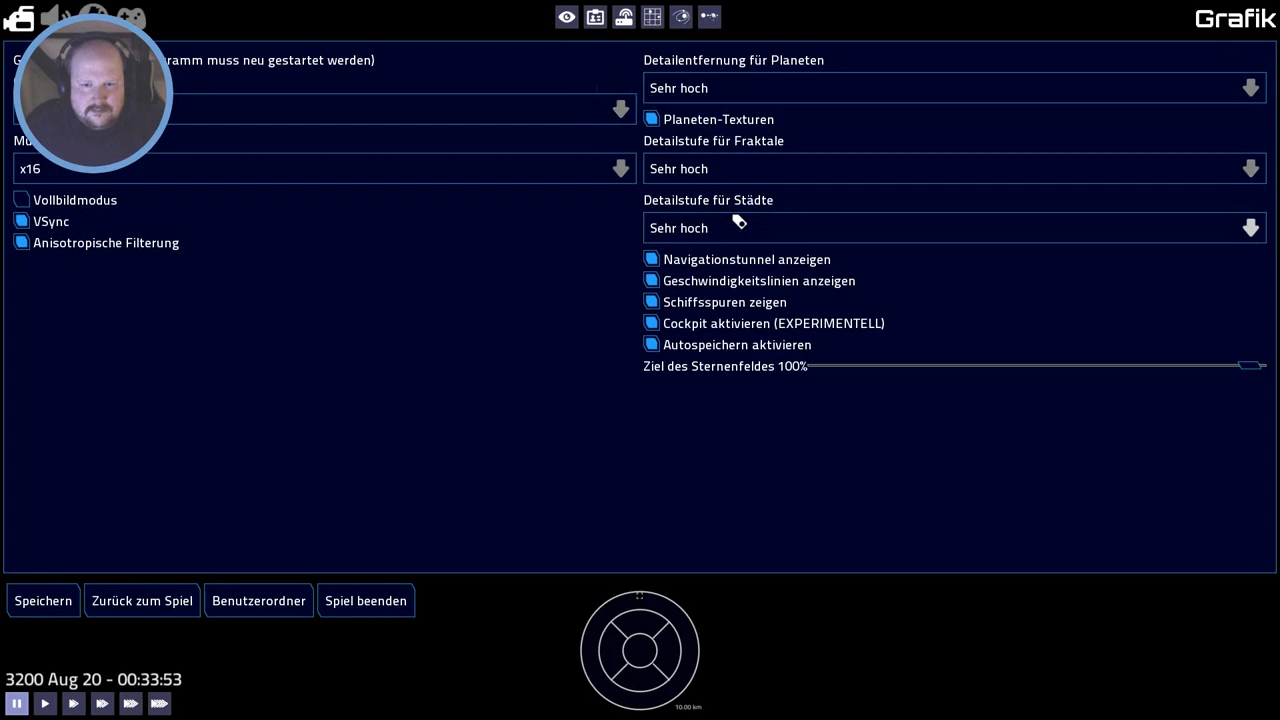 Grafik
G
ramm muss neu gestartet werden)
Mu
x16
Vollbildmodus
VSync
Anisotropische Filterung
Detailentfernung für Planeten
Sehr hoch
Planeten-Texturen
Detailstufe für Fraktale
Sehr hoch
Detailstufe für Städte
Sehr hoch
Navigationstunnel anzeigen
Geschwindigkeitslinien anzeigen
Schiffsspuren zeigen
Cockpit aktivieren (EXPERIMENTELL)
Autospeichern aktivieren
Ziel des Sternenfeldes 100%
Speichern
Zurück zum Spiel
Benutzerordner
Spiel beenden
3200 Aug 20 - 00:33:53
10.00 km